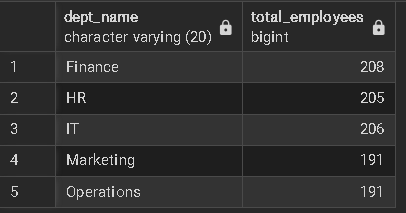 dept_name total_employees
character varying (20) bigint
1 Finance 208
2 HR 205
3 IT 206
4 Marketing 191
5 Operations 191